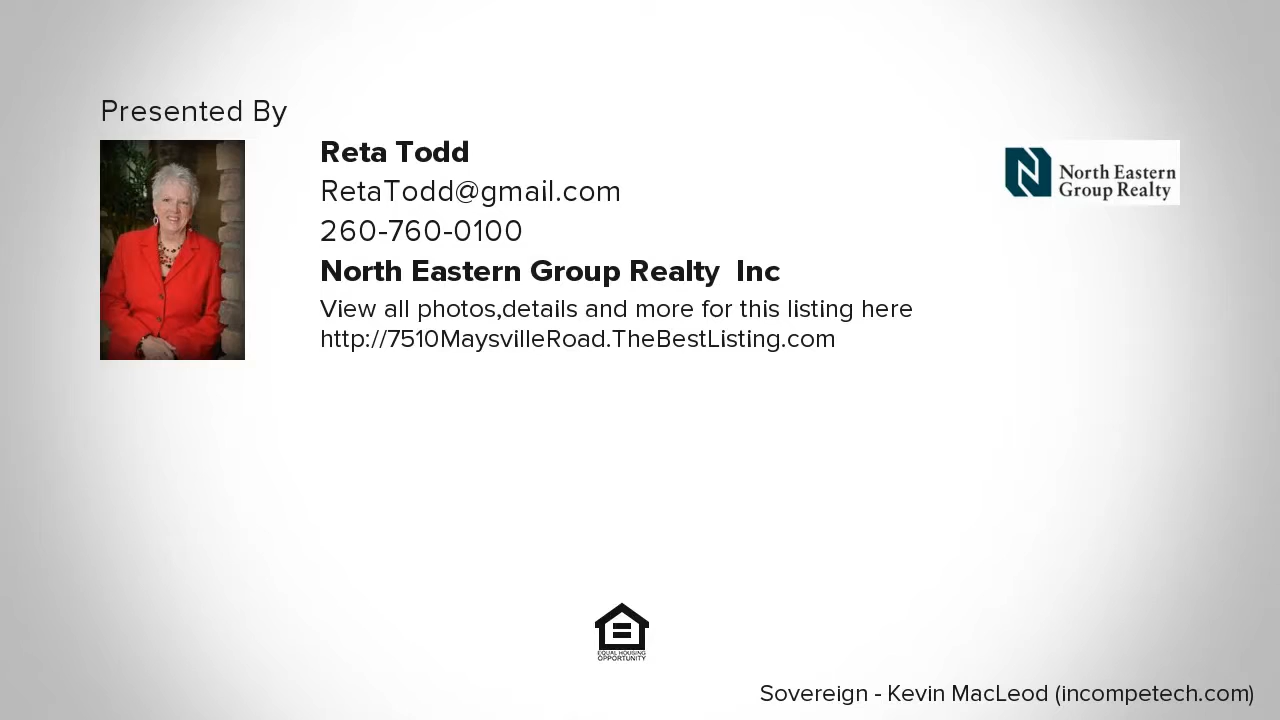 Presented By
Reta Todd
RetaTodd@gmail.com
260-760-0100
North Eastern Group Realty  Inc
View all photos,details and more for this listing here
http://7510MaysvilleRoad.TheBestListing.com
North Eastern
Group Realty
EQUAL HOUSING
OPPORTUNITY
Sovereign - Kevin MacLeod (incompetech.com)